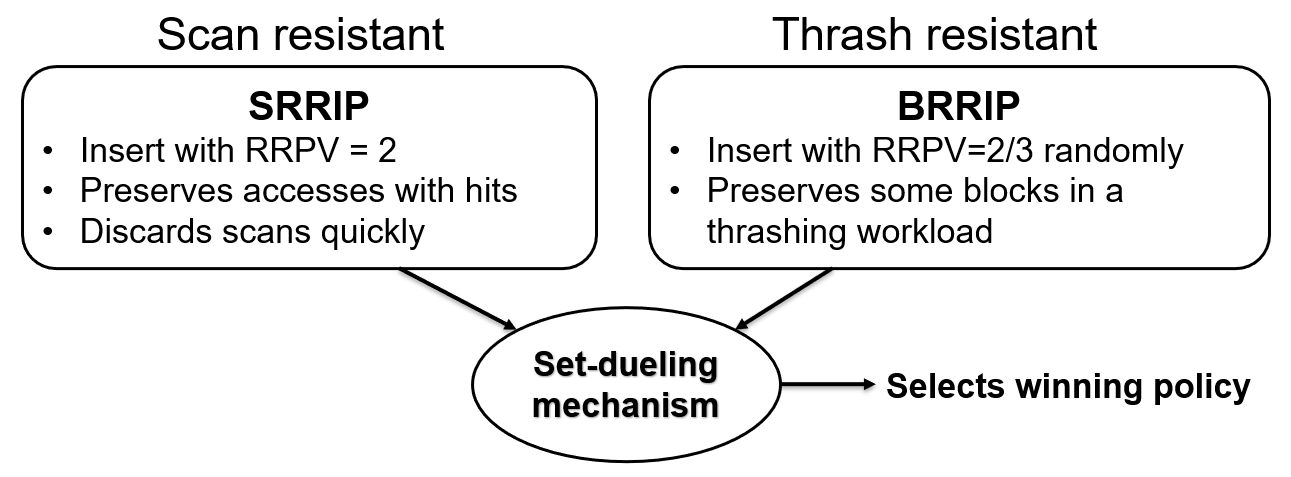 Scan resistant
SRRIP
• Insert with RRPV = 2
• Preserves accesses with hits
• Discards scans quickly
Thrash resistant
BRRIP
• Insert with RRPV=2/3 randomly
• Preserves some blocks in a
thrashing workload
Set-dueling
mechanism
Selects winning policy